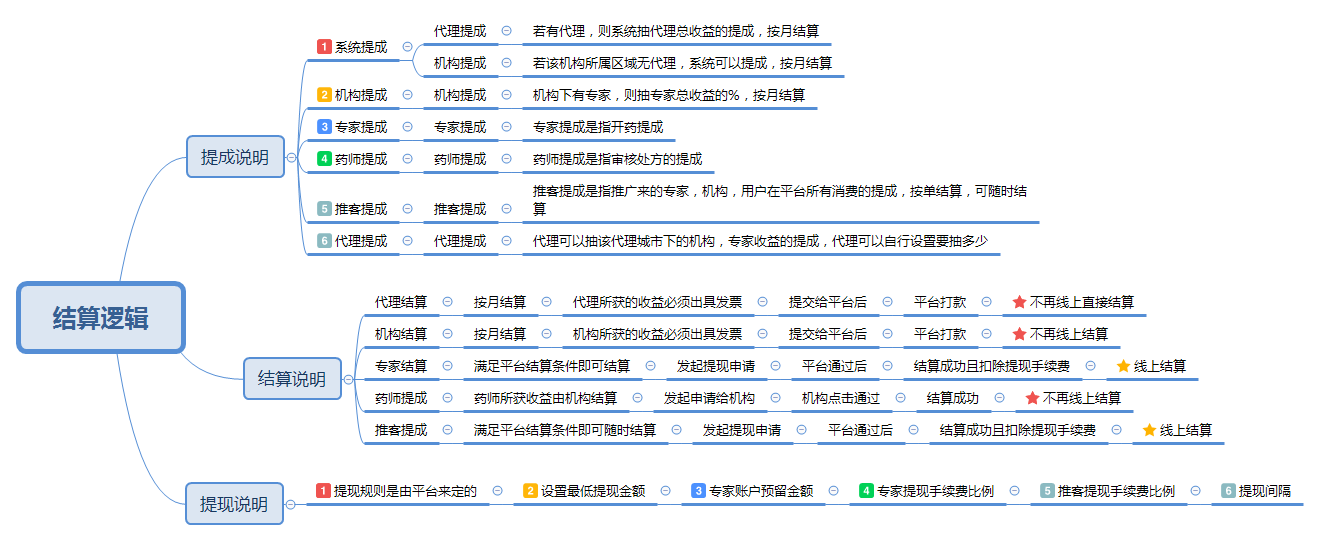 结算逻辑
提成说明
1 系统提成
代理提成
若有代理，则系统抽代理总收益的提成，按月结算
机构提成
若该机构所属区域无代理，系统可以提成，按月结算
2 机构提成
机构提成
机构下有专家，则抽专家总收益的%，按月结算
3 专家提成
专家提成
专家提成是指开药提成
4 药师提成
药师提成
药师提成是指审核处方的提成
5 推客提成
推客提成
推客提成是指推广来的专家，机构，用户在平台所有消费的提成，按单结算，可随时结
算
6 代理提成
代理提成
代理可以抽该代理城市下的机构，专家收益的提成，代理可以自行设置要抽多少
结算说明
代理结算
按月结算
代理所获的收益必须出具发票
提交给平台后
平台打款
不再线上直接结算
机构结算
按月结算
机构所获的收益必须出具发票
提交给平台后
平台打款
不再线上结算
专家结算
满足平台结算条件即可结算
发起提现申请
平台通过后
结算成功且扣除提现手续费
线上结算
药师提成
药师所获收益由机构结算
发起申请给机构
机构点击通过
结算成功
不再线上结算
推客提成
满足平台结算条件即可随时结算
发起提现申请
平台通过后
结算成功且扣除提现手续费
线上结算
提现说明
1 提现规则是由平台来定的
2 设置最低提现金额
3 专家账户预留金额
4 专家提现手续费比例
5 推客提现手续费比例
6 提现间隔